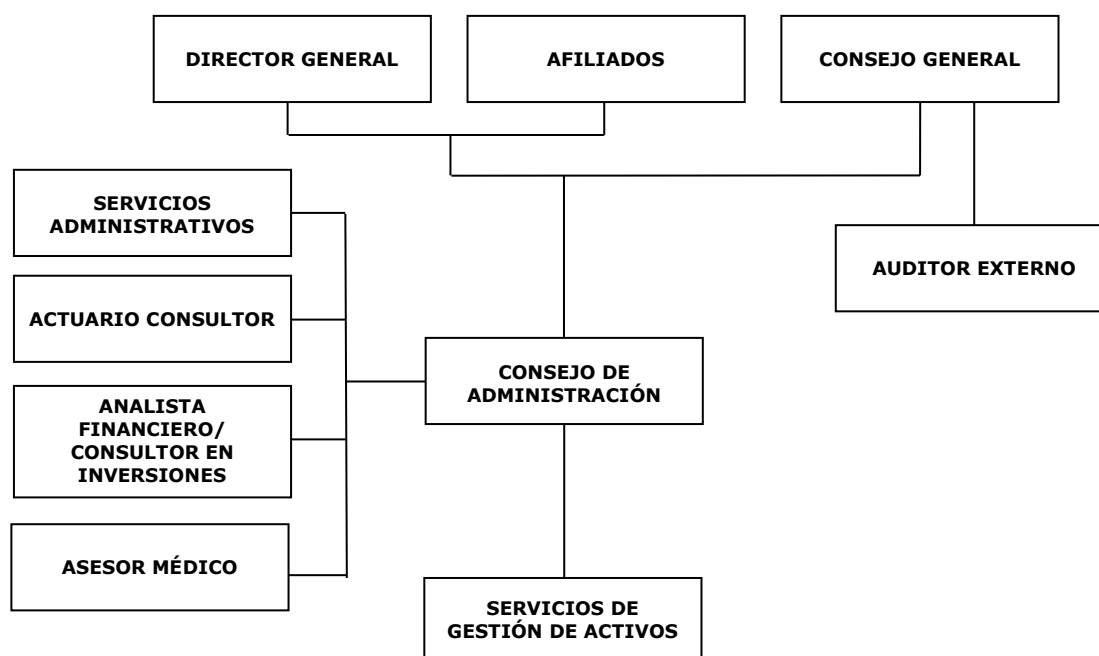 DIRECTOR GENERAL
AFILIADOS
CONSEJO GENERAL
SERVICIOS
ADMINISTRATIVOS
AUDITOR EXTERNO
ACTUARIO CONSULTOR
CONSEJO DE
ADMINISTRACIÓN
ANALISTA
FINANCIERO/
CONSULTOR EN
INVERSIONES
ASESOR MÉDICO
SERVICIOS DE
GESTIÓN DE ACTIVOS